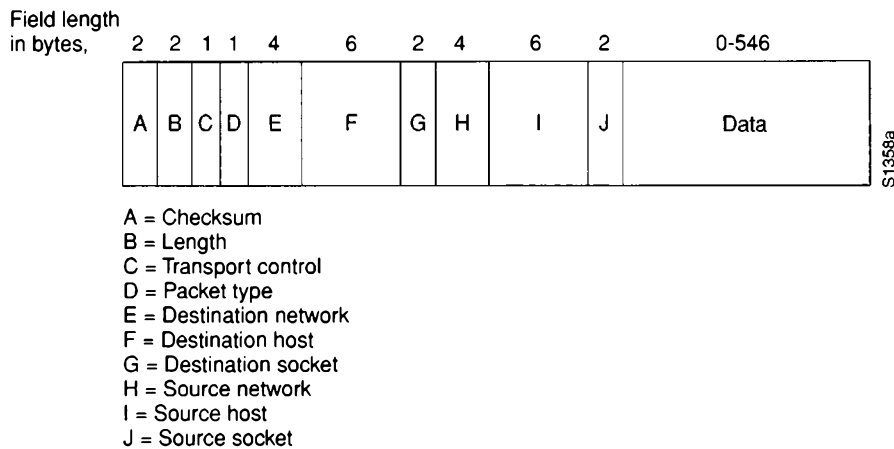 Field length
in bytes, 2 2 1 1 4 6 2 4 6 2 0-546
A B C D E F G H I J Data
S1358a
A = Checksum
B = Length
C = Transport control
D = Packet type
E = Destination network
F = Destination host
G = Destination socket
H = Source network
I = Source host
J = Source socket